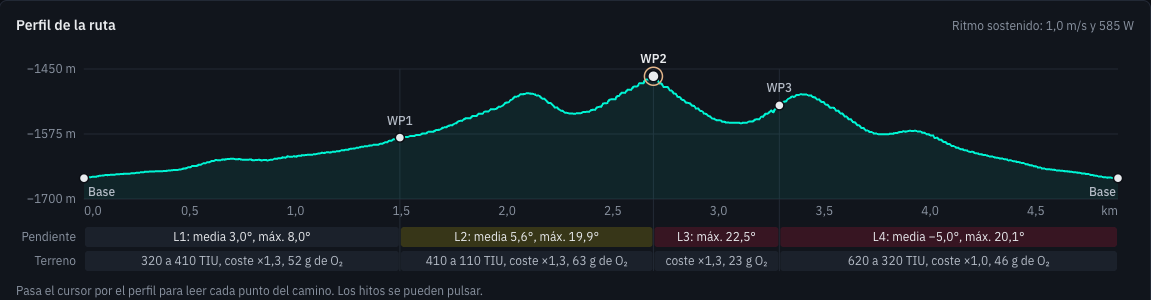 Perfil de la ruta
Ritmo sostenido: 1,0 m/s y 585 W
WP2
−1450 m
WP3
WP1
−1575 m
Base
Base
−1700 m
0,0 0,5 1,0 1,5 2,0 2,5 3,0 3,5 4,0 4,5 km
Pendiente L1: media 3,0°, máx. 8,0° L2: media 5,6°, máx. 19,9° L3: máx. 22,5° L4: media −5,0°, máx. 20,1°
Terreno 320 a 410 TIU, coste ×1,3, 52 g de O₂ 410 a 110 TIU, coste ×1,3, 63 g de O₂ coste ×1,3, 23 g O₂ 620 a 320 TIU, coste ×1,0, 46 g de O₂
Pasa el cursor por el perfil para leer cada punto del camino. Los hitos se pueden pulsar.